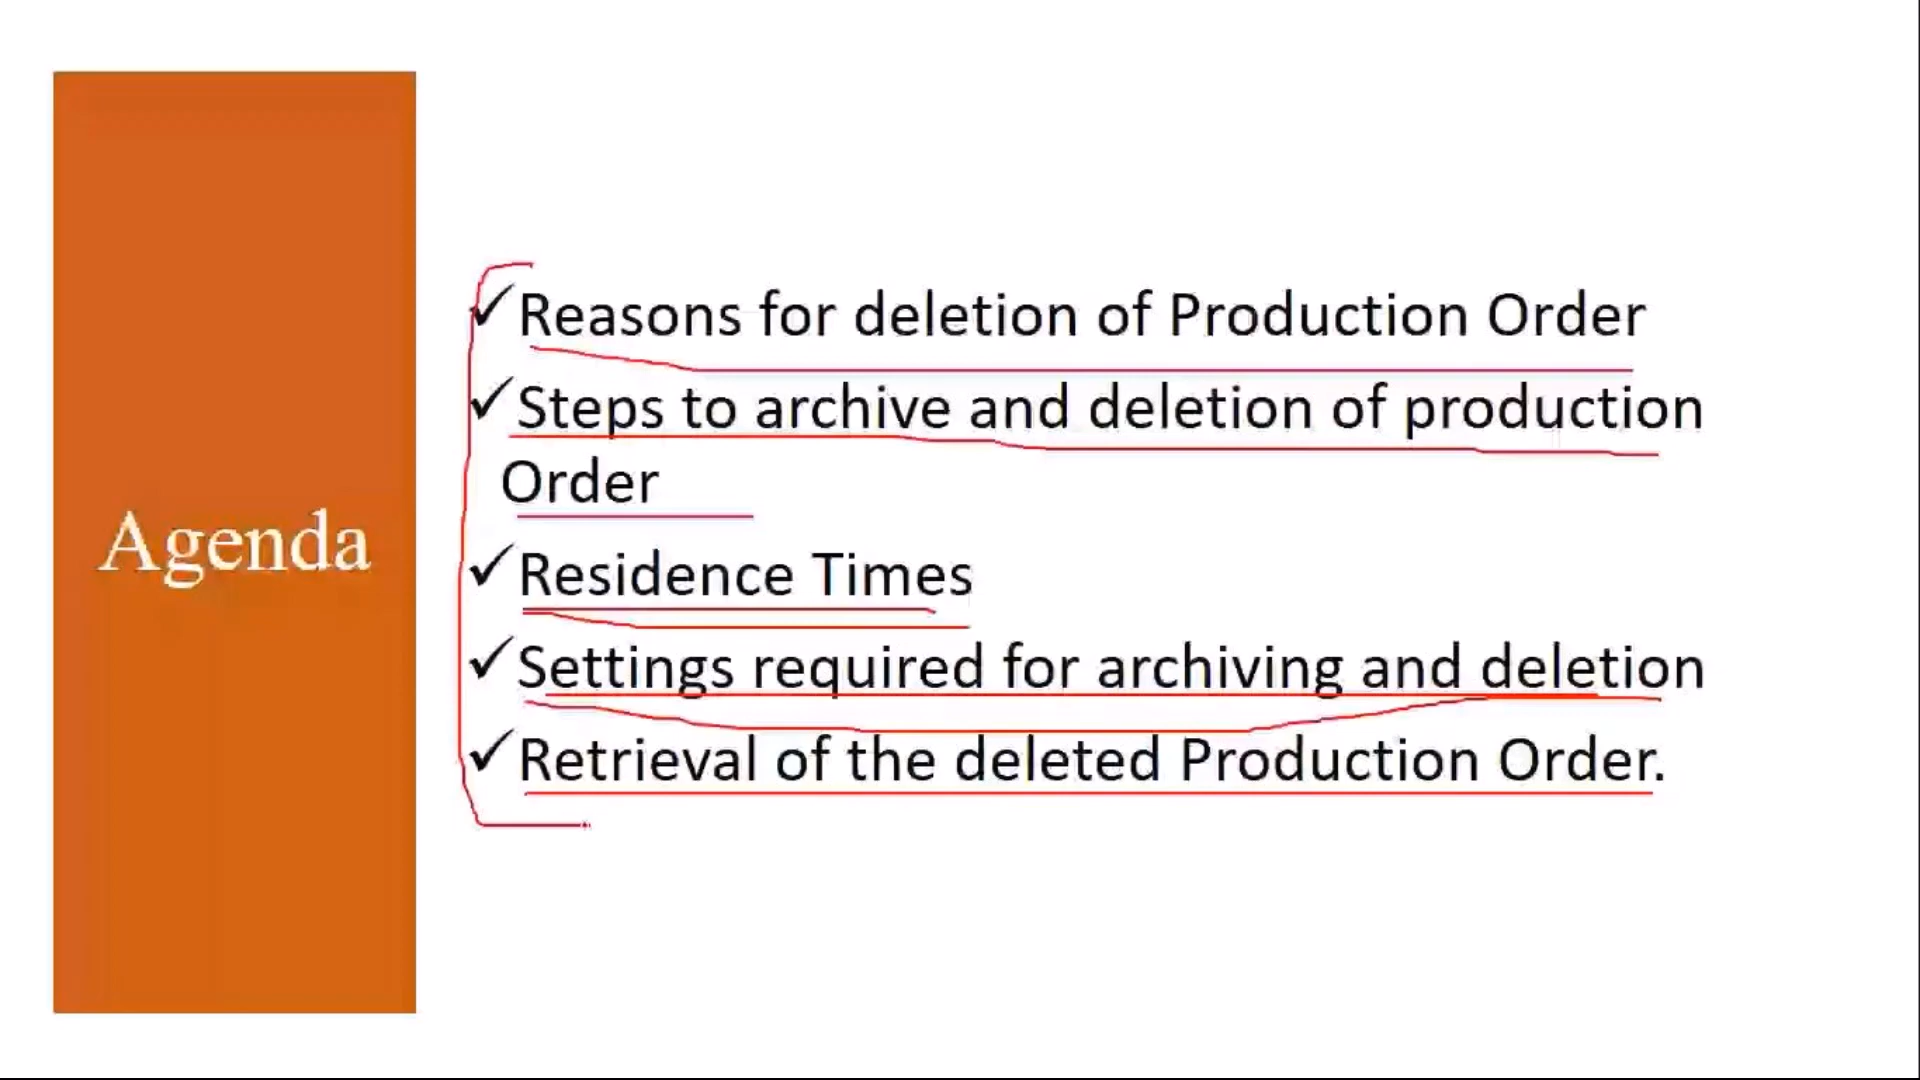 Agenda
✓Reasons for deletion of Production Order
✓Steps to archive and deletion of production
Order
✓Residence Times
✓Settings required for archiving and deletion
✓Retrieval of the deleted Production Order.